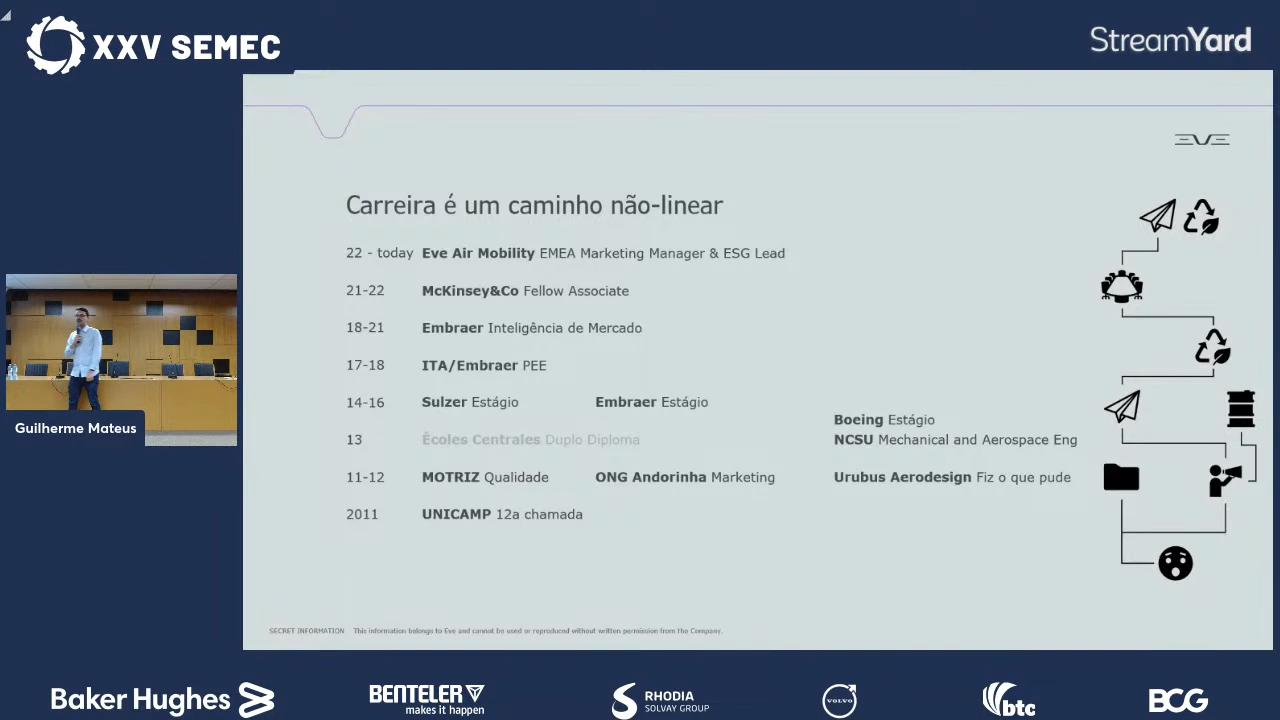 XXV SEMEC
StreamYard
EVE
Carreira é um caminho não-linear
22 - today Eve Air Mobility EMEA Marketing Manager & ESG Lead
21-22 McKinsey&Co Fellow Associate
18-21 Embraer Inteligência de Mercado
17-18 ITA/Embraer PEE
14-16 Sulzer Estágio Embraer Estágio
Boeing Estágio
13 Êcoles Centrales Duplo Diploma NCSU Mechanical and Aerospace Eng
11-12 MOTRIZ Qualidade ONG Andorinha Marketing Urubus Aerodesign Fiz o que pude
2011 UNICAMP 12a chamada
SECRET INFORMATION This information belongs to Eve and cannot be used or reproduced without written permission from the Company.
Guilherme Mateus
Baker Hughes
BENTELER
makes it happen
RHODIA
SOLVAY GROUP
VOLVO
btc
BCG